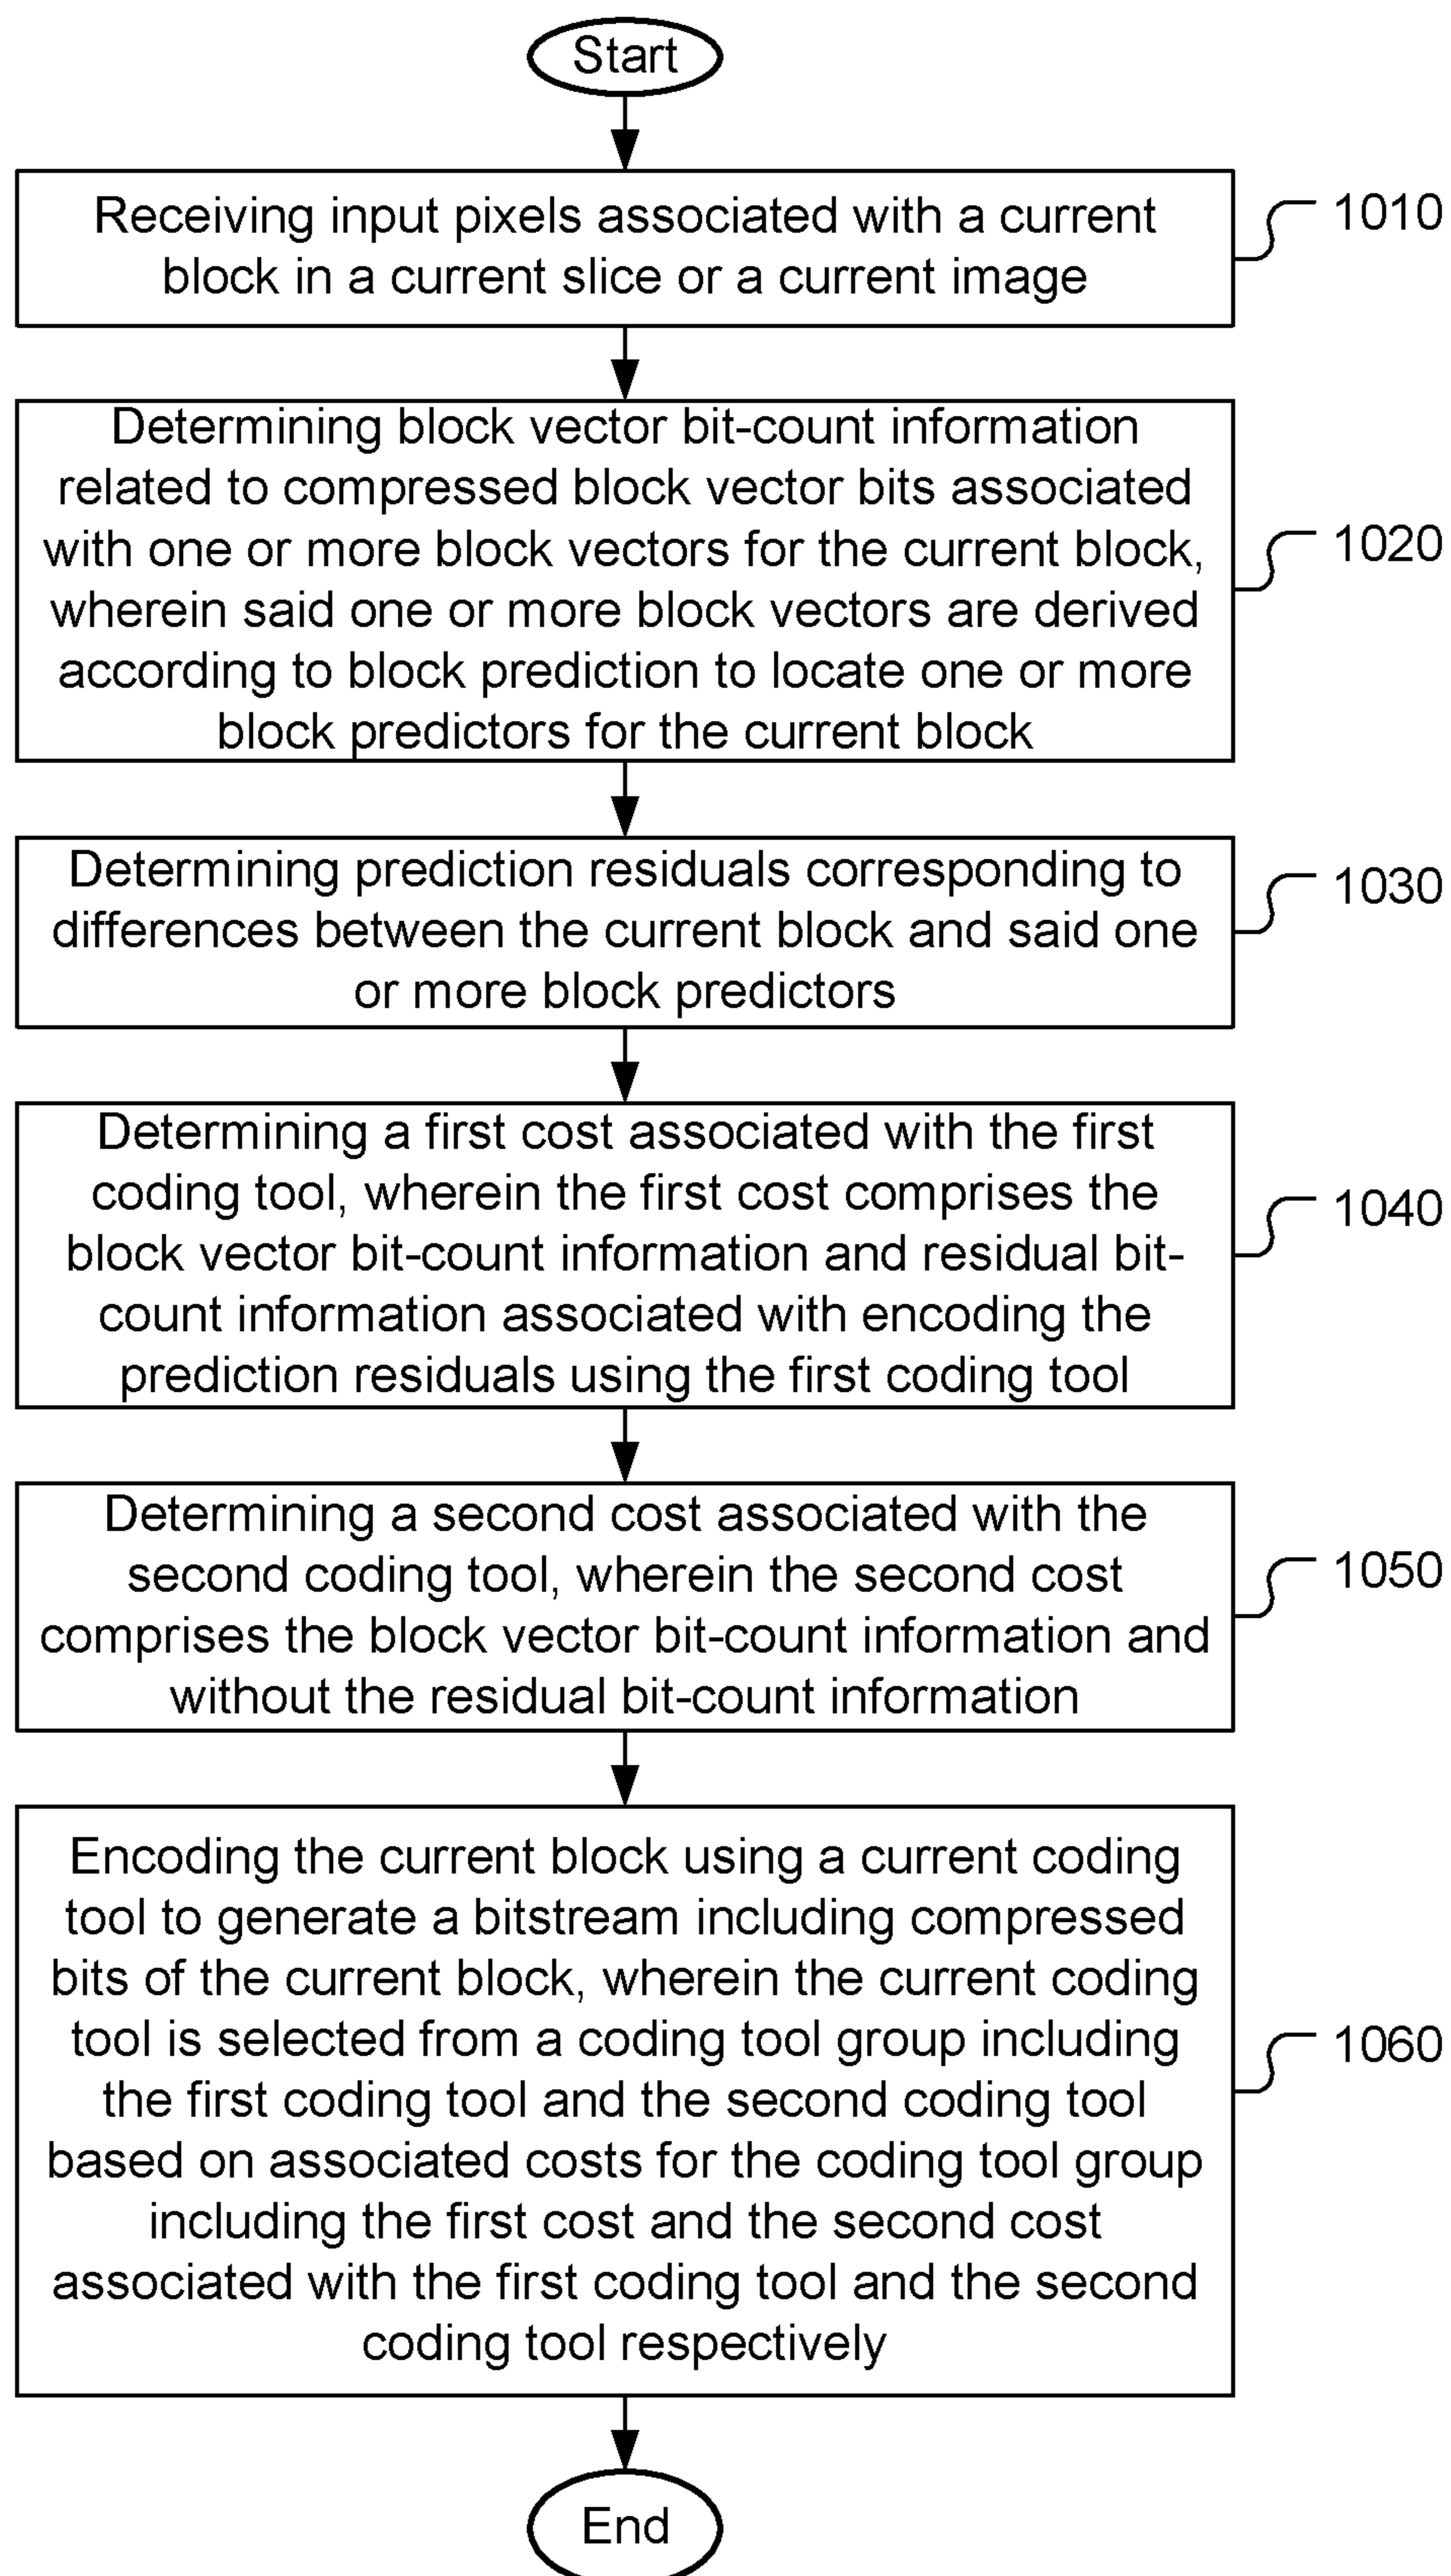 Start
Receiving input pixels associated with a current
block in a current slice or a current image
1010
Determining block vector bit-count information
related to compressed block vector bits associated
with one or more block vectors for the current block,
wherein said one or more block vectors are derived
according to block prediction to locate one or more
block predictors for the current block
1020
Determining prediction residuals corresponding to
differences between the current block and said one
or more block predictors
1030
Determining a first cost associated with the first
coding tool, wherein the first cost comprises the
block vector bit-count information and residual bit-
count information associated with encoding the
prediction residuals using the first coding tool
1040
Determining a second cost associated with the
second coding tool, wherein the second cost
comprises the block vector bit-count information and
without the residual bit-count information
1050
Encoding the current block using a current coding
tool to generate a bitstream including compressed
bits of the current block, wherein the current coding
tool is selected from a coding tool group including
the first coding tool and the second coding tool
based on associated costs for the coding tool group
including the first cost and the second cost
associated with the first coding tool and the second
coding tool respectively
1060
End